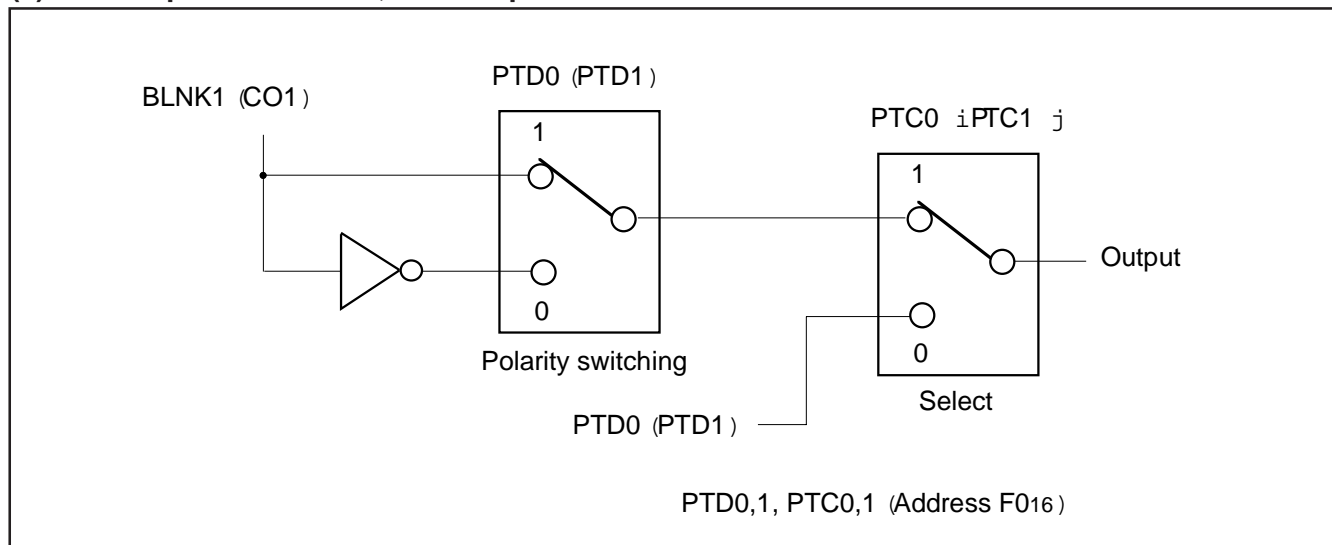 PTD0 (PTD1)
BLNK1 (CO1)
PTC0 iPTC1 j
1
1
Output
0
0
Polarity switching
Select
PTD0 (PTD1)
PTD0,1, PTC0,1 (Address F016)